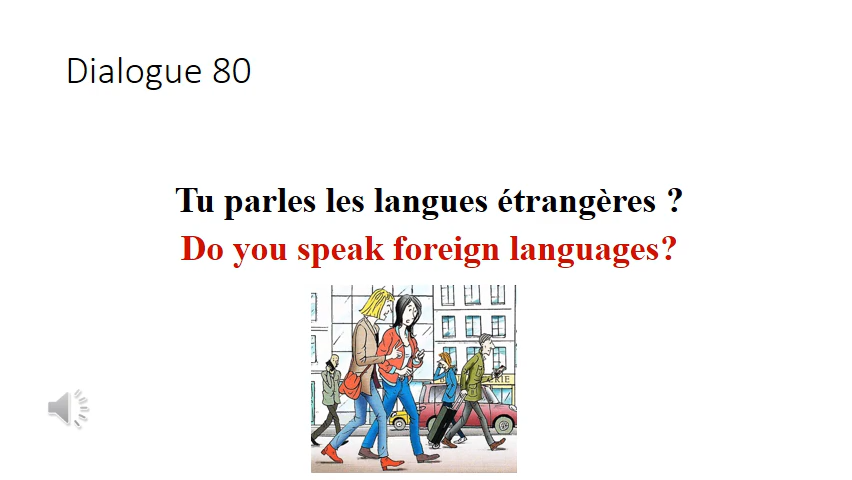 Dialogue 80
Tu parles les langues étrangères ?
Do you speak foreign languages?